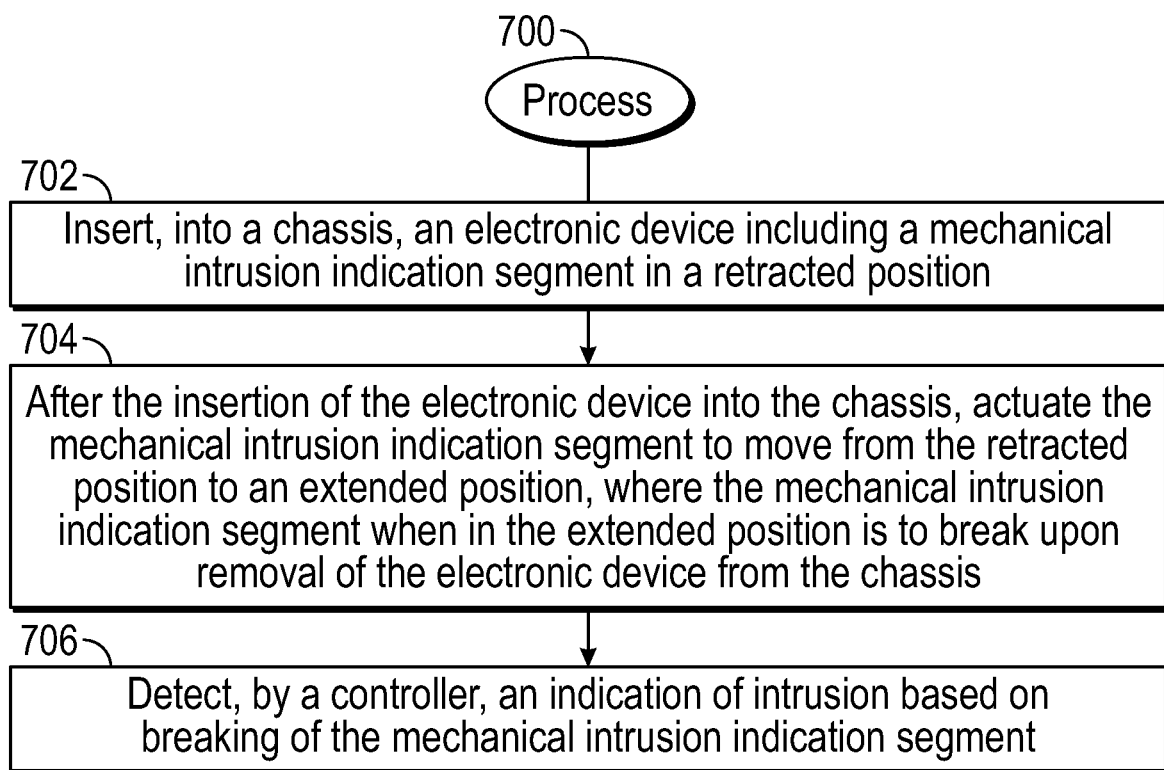 700
Process
702
Insert, into a chassis, an electronic device including a mechanical
intrusion indication segment in a retracted position
704
After the insertion of the electronic device into the chassis, actuate the
mechanical intrusion indication segment to move from the retracted
position to an extended position, where the mechanical intrusion
indication segment when in the extended position is to break upon
removal of the electronic device from the chassis
706
Detect, by a controller, an indication of intrusion based on
breaking of the mechanical intrusion indication segment